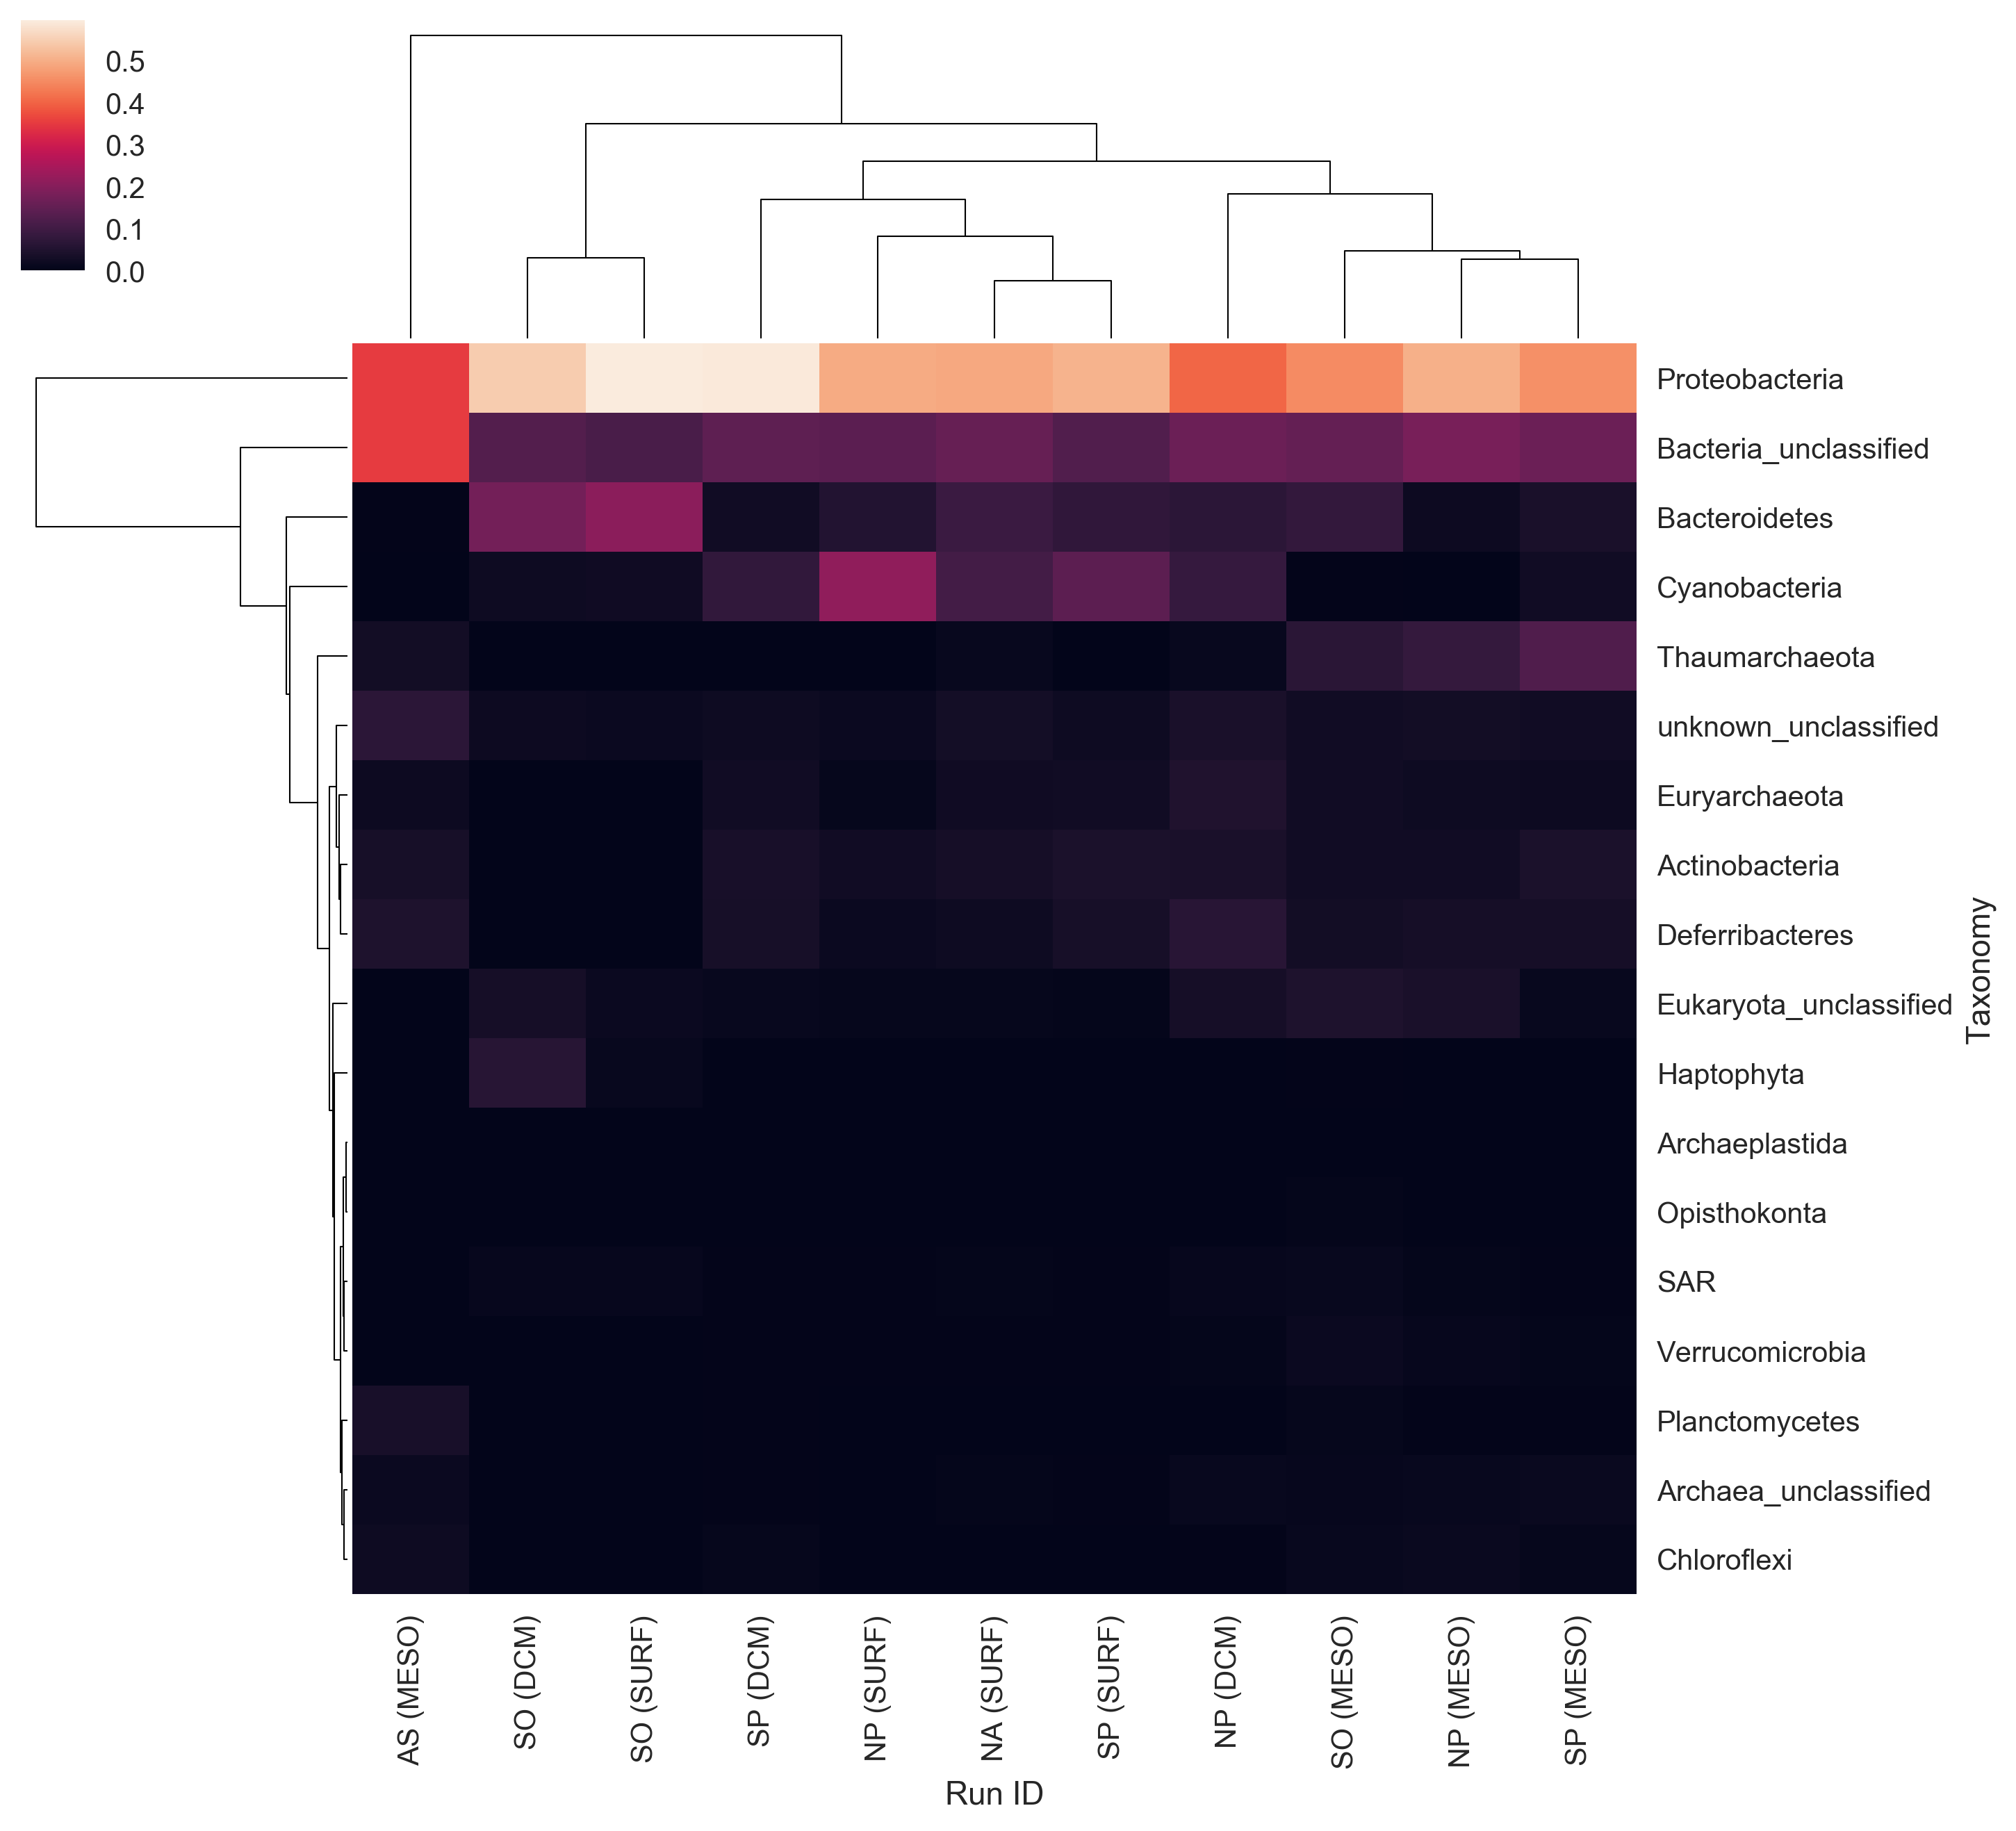 0.5
0.4
0.3
0.2
0.1
0.0
Proteobacteria
Bacteria_unclassified
Bacteroidetes
Cyanobacteria
Thaumarchaeota
unknown_unclassified
Euryarchaeota
Actinobacteria
Deferribacteres
Eukaryota_unclassified
Haptophyta
Archaeplastida
Opisthokonta
SAR
Verrucomicrobia
Planctomycetes
Archaea_unclassified
Chloroflexi
Taxonomy
AS (MESO)
SO (DCM)
SO (SURF)
SP (DCM)
NP (SURF)
NA (SURF)
SP (SURF)
NP (DCM)
SO (MESO)
NP (MESO)
SP (MESO)
Run ID